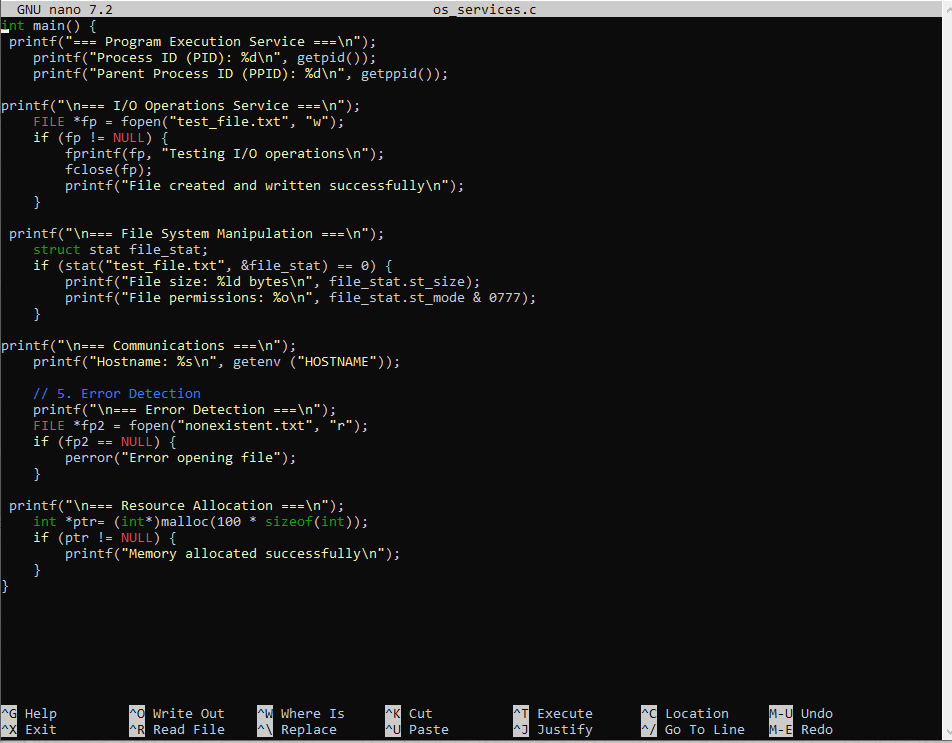 GNU nano 7.2 os_services.c
int main() {
 printf("=== Program Execution Service ===\n");
    printf("Process ID (PID): %d\n", getpid());
    printf("Parent Process ID (PPID): %d\n", getppid());

printf("\n=== I/O Operations Service ===\n");
    FILE *fp = fopen("test_file.txt", "w");
    if (fp != NULL) {
        fprintf(fp, "Testing I/O operations\n");
        fclose(fp);
        printf("File created and written successfully\n");
    }

 printf("\n=== File System Manipulation ===\n");
    struct stat file_stat;
    if (stat("test_file.txt", &file_stat) == 0) {
        printf("File size: %ld bytes\n", file_stat.st_size);
        printf("File permissions: %o\n", file_stat.st_mode & 0777);
    }

printf("\n=== Communications ===\n");
    printf("Hostname: %s\n", getenv ("HOSTNAME"));

    // 5. Error Detection
    printf("\n=== Error Detection ===\n");
    FILE *fp2 = fopen("nonexistent.txt", "r");
    if (fp2 == NULL) {
        perror("Error opening file");
    }

 printf("\n=== Resource Allocation ===\n");
    int *ptr= (int*)malloc(100 * sizeof(int));
    if (ptr != NULL) {
        printf("Memory allocated successfully\n");
    }
}
^G Help ^O Write Out ^W Where Is ^K Cut ^T Execute ^C Location M-U Undo
^X Exit ^R Read File ^\ Replace ^U Paste ^J Justify ^/ Go To Line M-E Redo